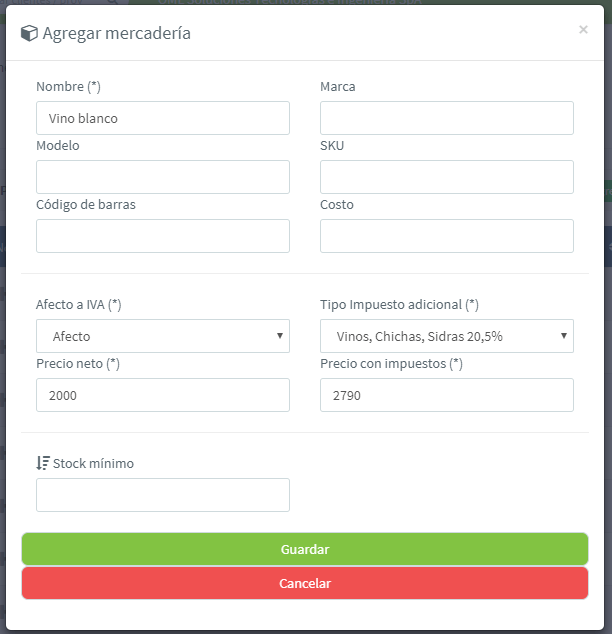 Agregar mercadería
×
Nombre (*)
Marca
Vino blanco
Modelo
SKU
Código de barras
Costo
Afecto a IVA (*)
Tipo Impuesto adicional (*)
Afecto
Vinos, Chichas, Sidras 20,5%
Precio neto (*)
Precio con impuestos (*)
2000
2790
Stock mínimo
Guardar
Cancelar